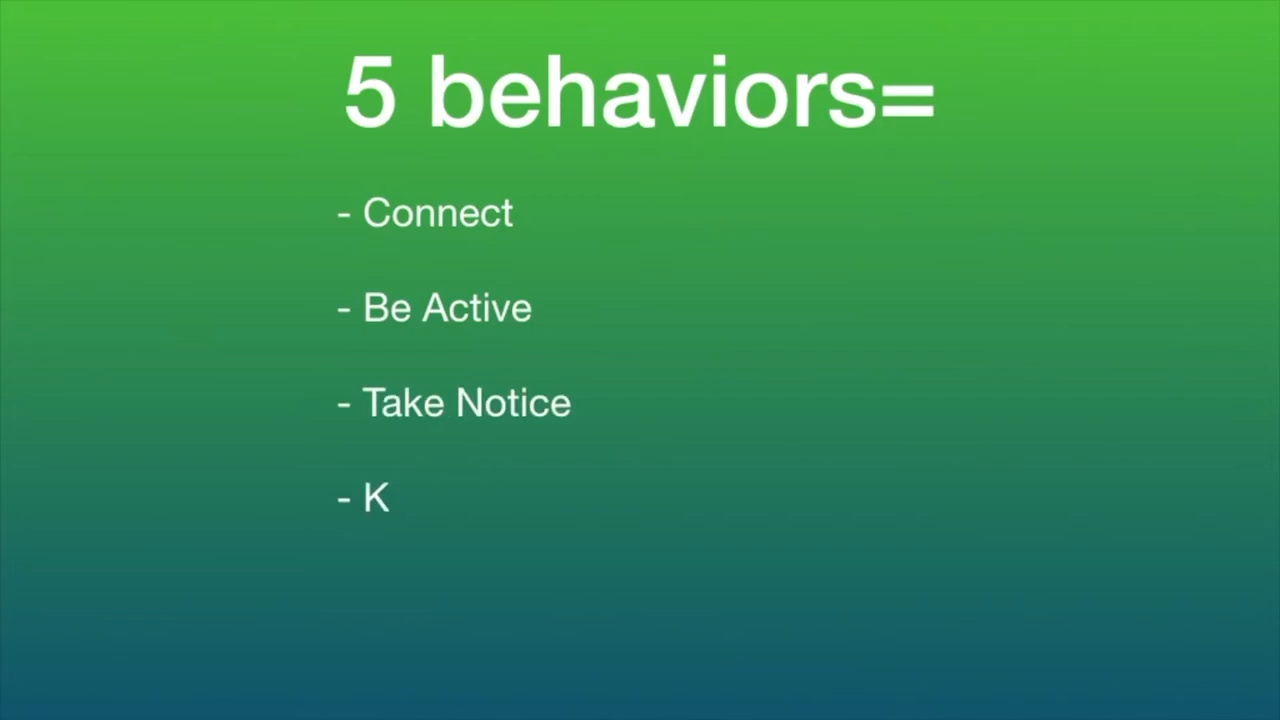 5 behaviors=
- Connect
- Be Active
- Take Notice
- K